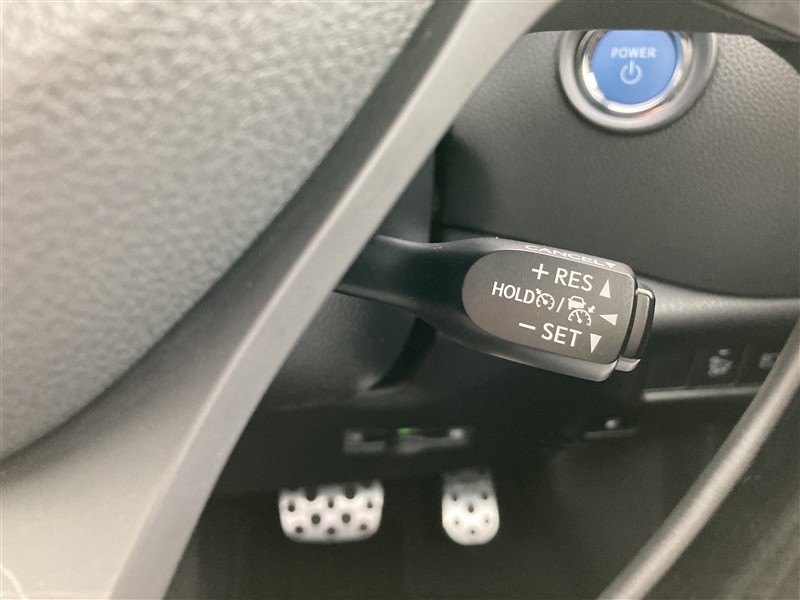 POWER
CANCEL▼
+ RES ▲
HOLD / ◀
− SET ▼